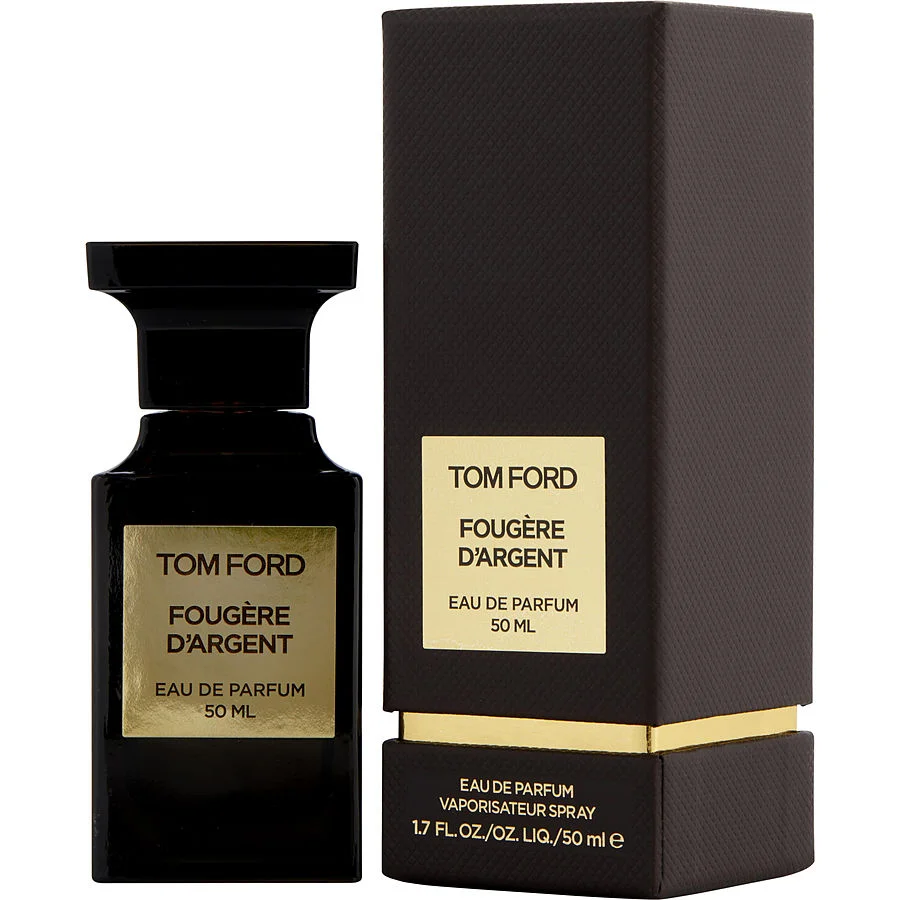 TOM FORD
FOUGÈRE
D'ARGENT
EAU DE PARFUM
50 ML
TOM FORD
FOUGÈRE
D'ARGENT
EAU DE PARFUM
50 ML
EAU DE PARFUM
VAPORISATEUR SPRAY
1.7 FL.OZ./OZ. LIQ./50 ml ℮